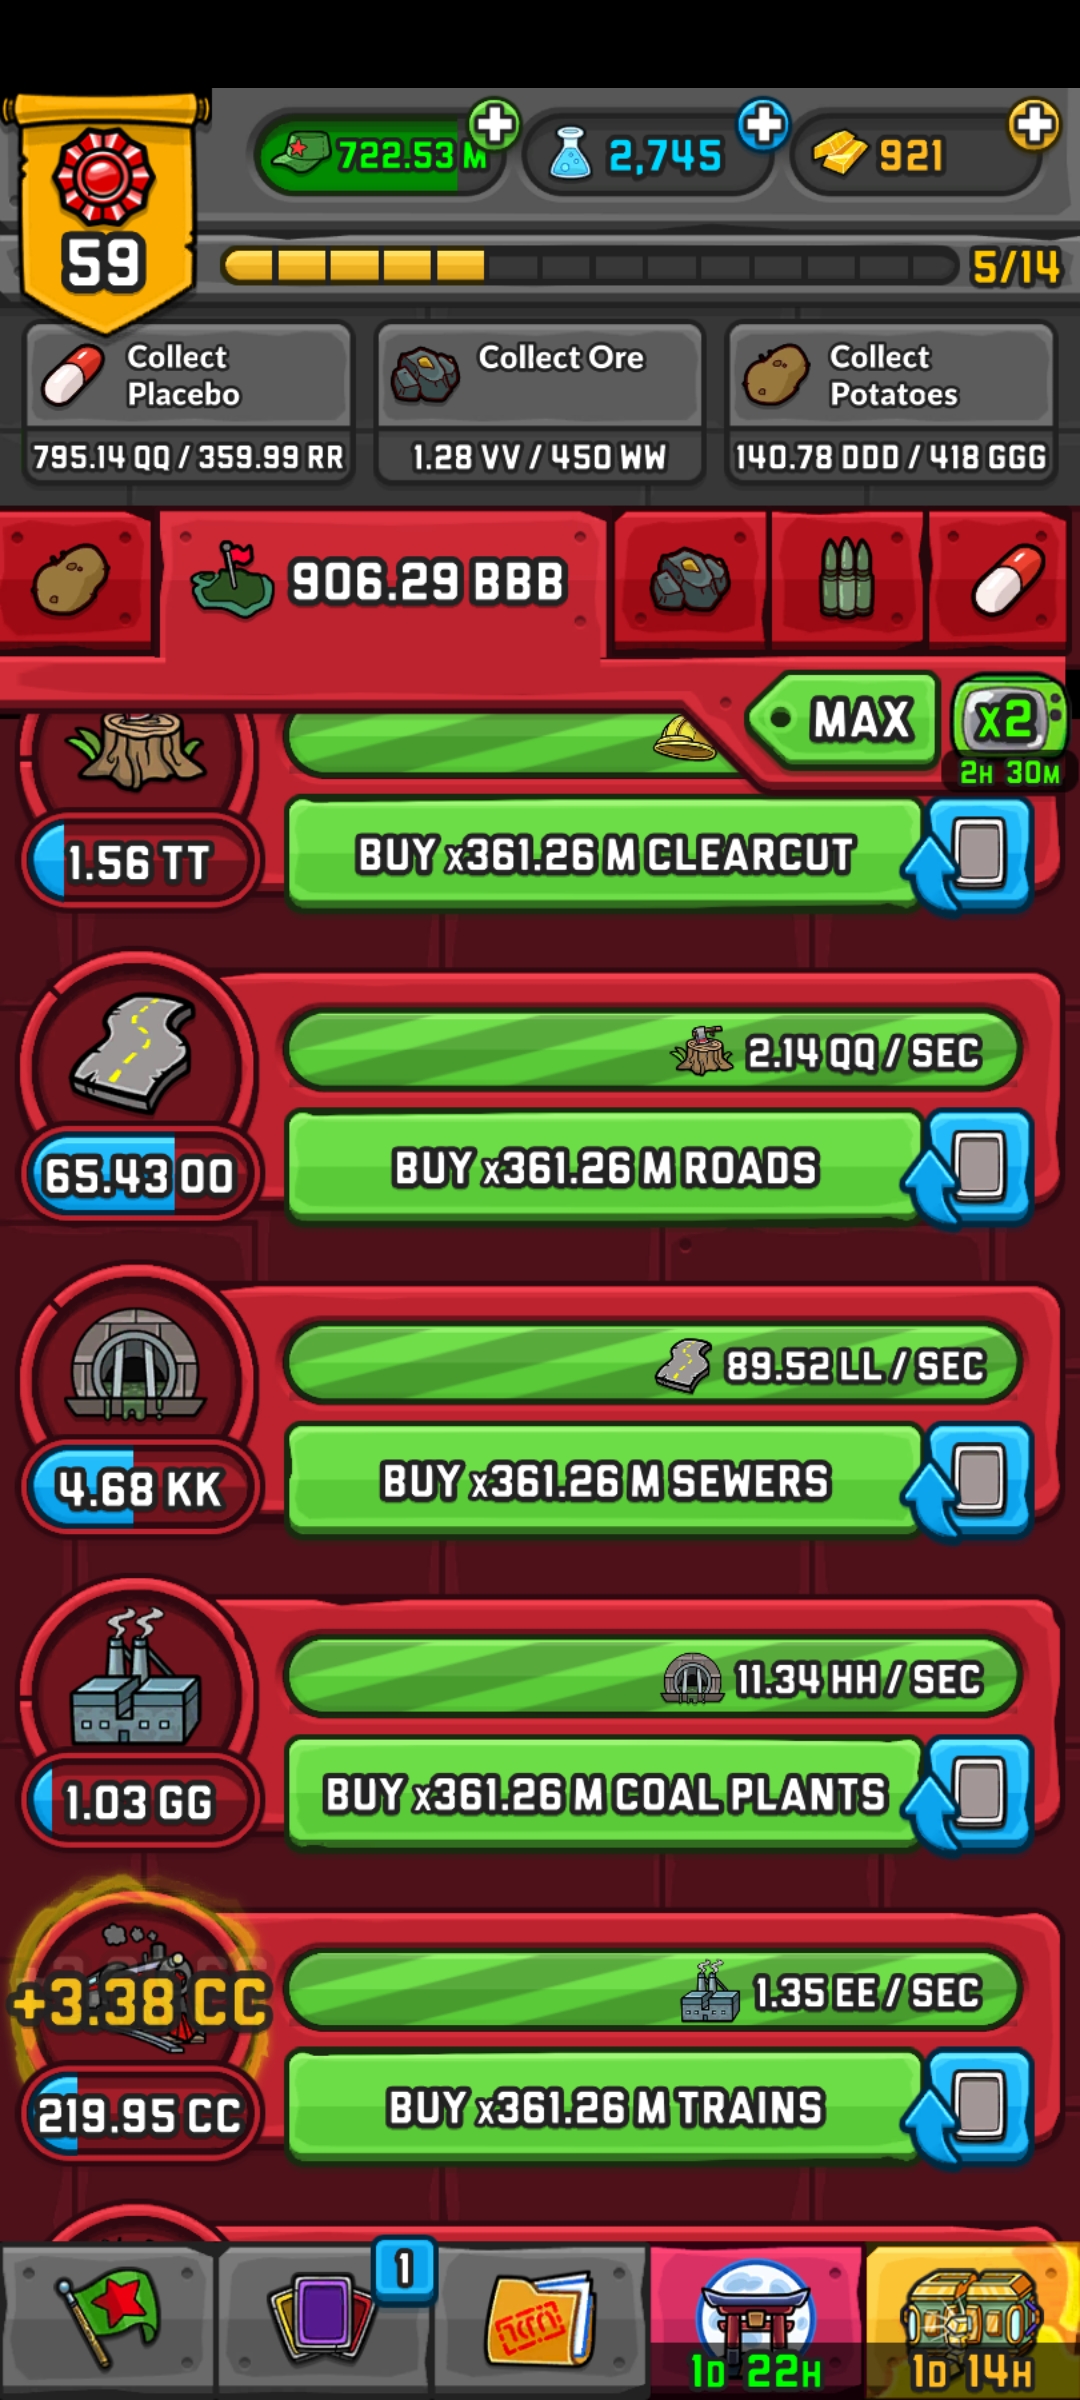 59
722.53 M
2,745
921
5/14
Collect Placebo
795.14 QQ / 359.99 RR
Collect Ore
1.28 VV / 450 WW
Collect Potatoes
140.78 DDD / 418 GGG
906.29 BBB
MAX
x2
2H 30M
1.56 TT
BUY x361.26 M CLEARCUT
2.14 QQ / SEC
65.43 OO
BUY x361.26 M ROADS
89.52 LL / SEC
4.68 KK
BUY x361.26 M SEWERS
11.34 HH / SEC
1.03 GG
BUY x361.26 M COAL PLANTS
1.35 EE / SEC
+3.38 CC
219.95 CC
BUY x361.26 M TRAINS
1
1D 22H
1D 14H